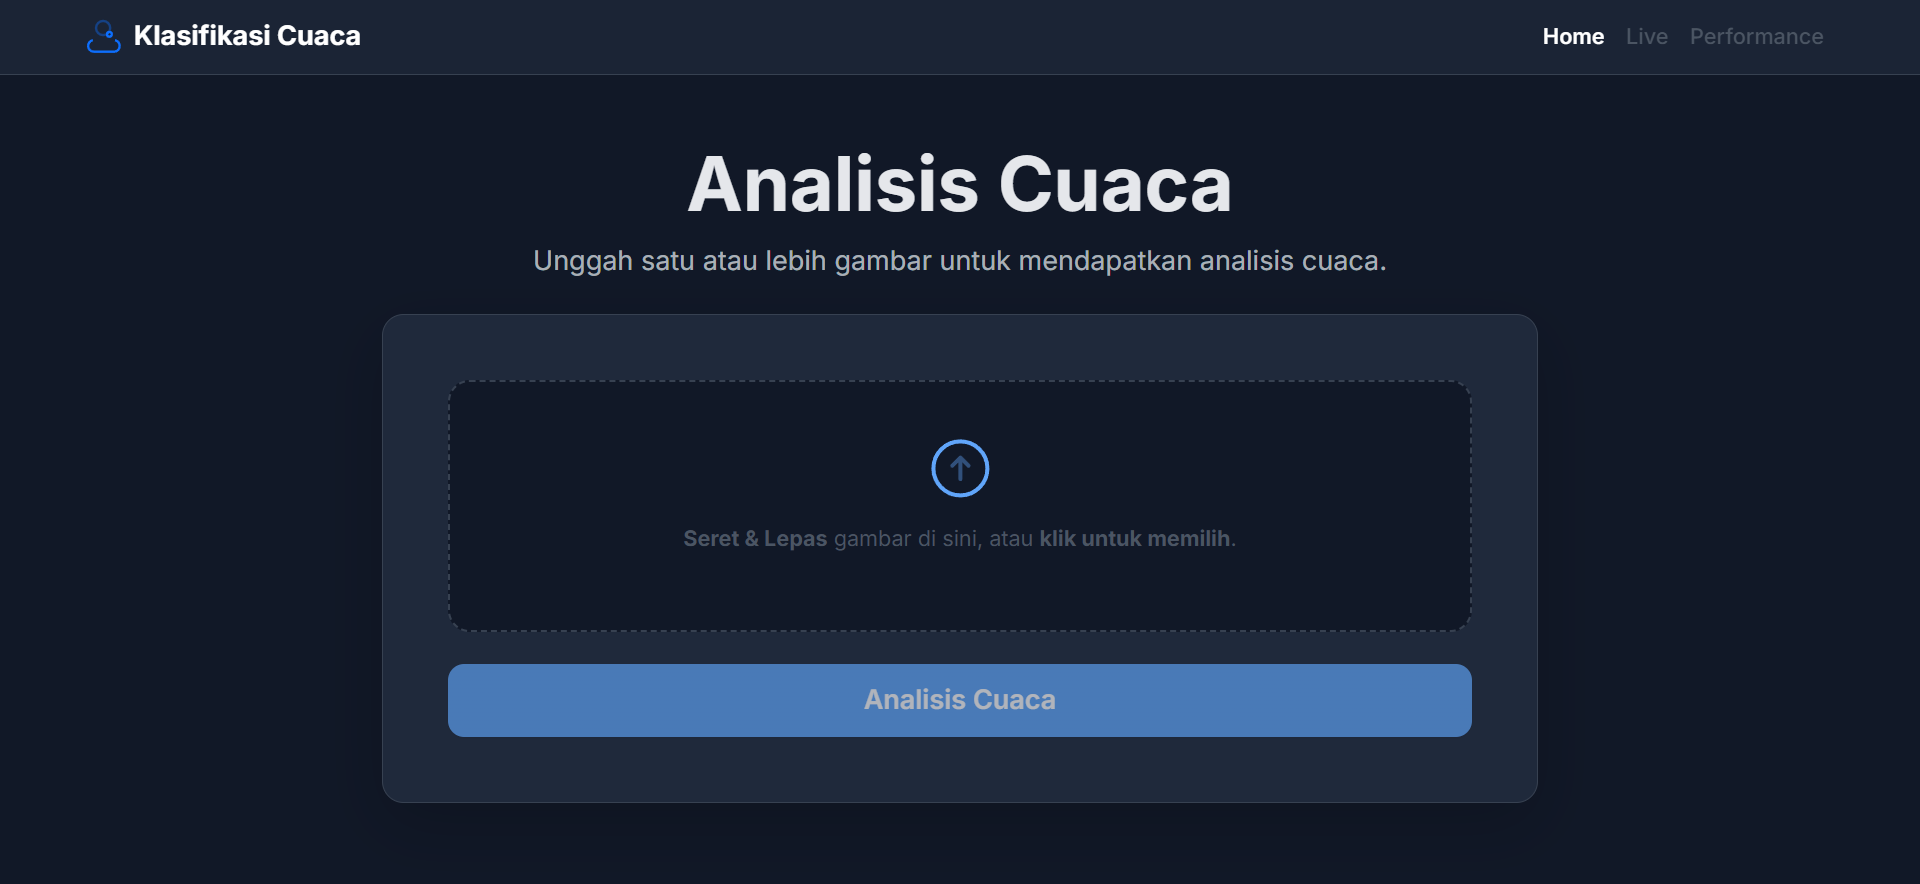 Klasifikasi Cuaca
Home Live Performance
Analisis Cuaca
Unggah satu atau lebih gambar untuk mendapatkan analisis cuaca.
Seret & Lepas gambar di sini, atau klik untuk memilih.
Analisis Cuaca